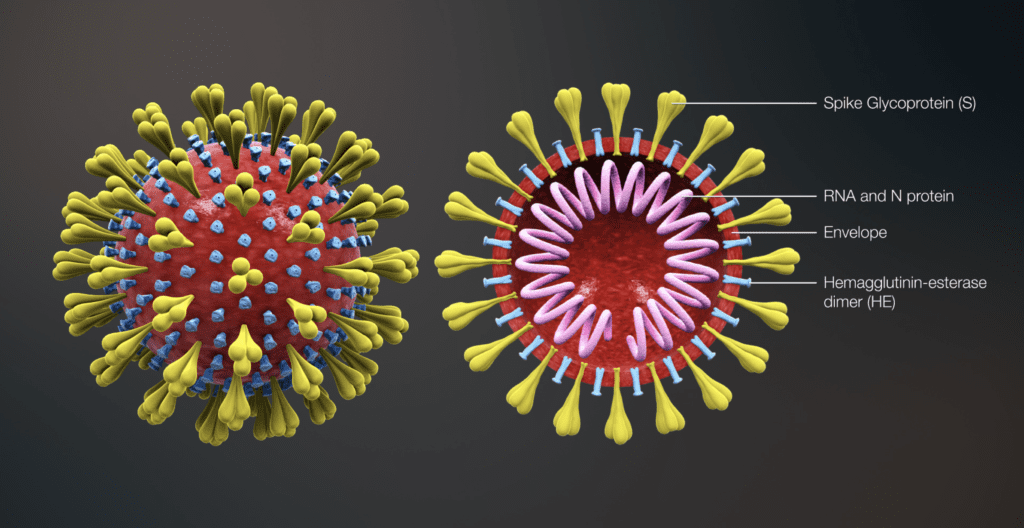 Spike Glycoprotein (S)
RNA and N protein
Envelope
Hemagglutinin-esterase
dimer (HE)